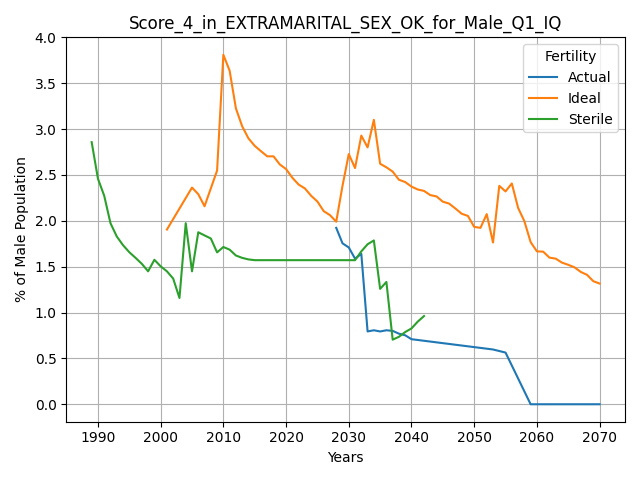 Score_4_in_EXTRAMARITAL_SEX_OK_for_Male_Q1_IQ
% of Male Population
4.0
3.5
3.0
2.5
2.0
1.5
1.0
0.5
0.0
Fertility
Actual
Ideal
Sterile
1990 2000 2010 2020 2030 2040 2050 2060 2070
Years